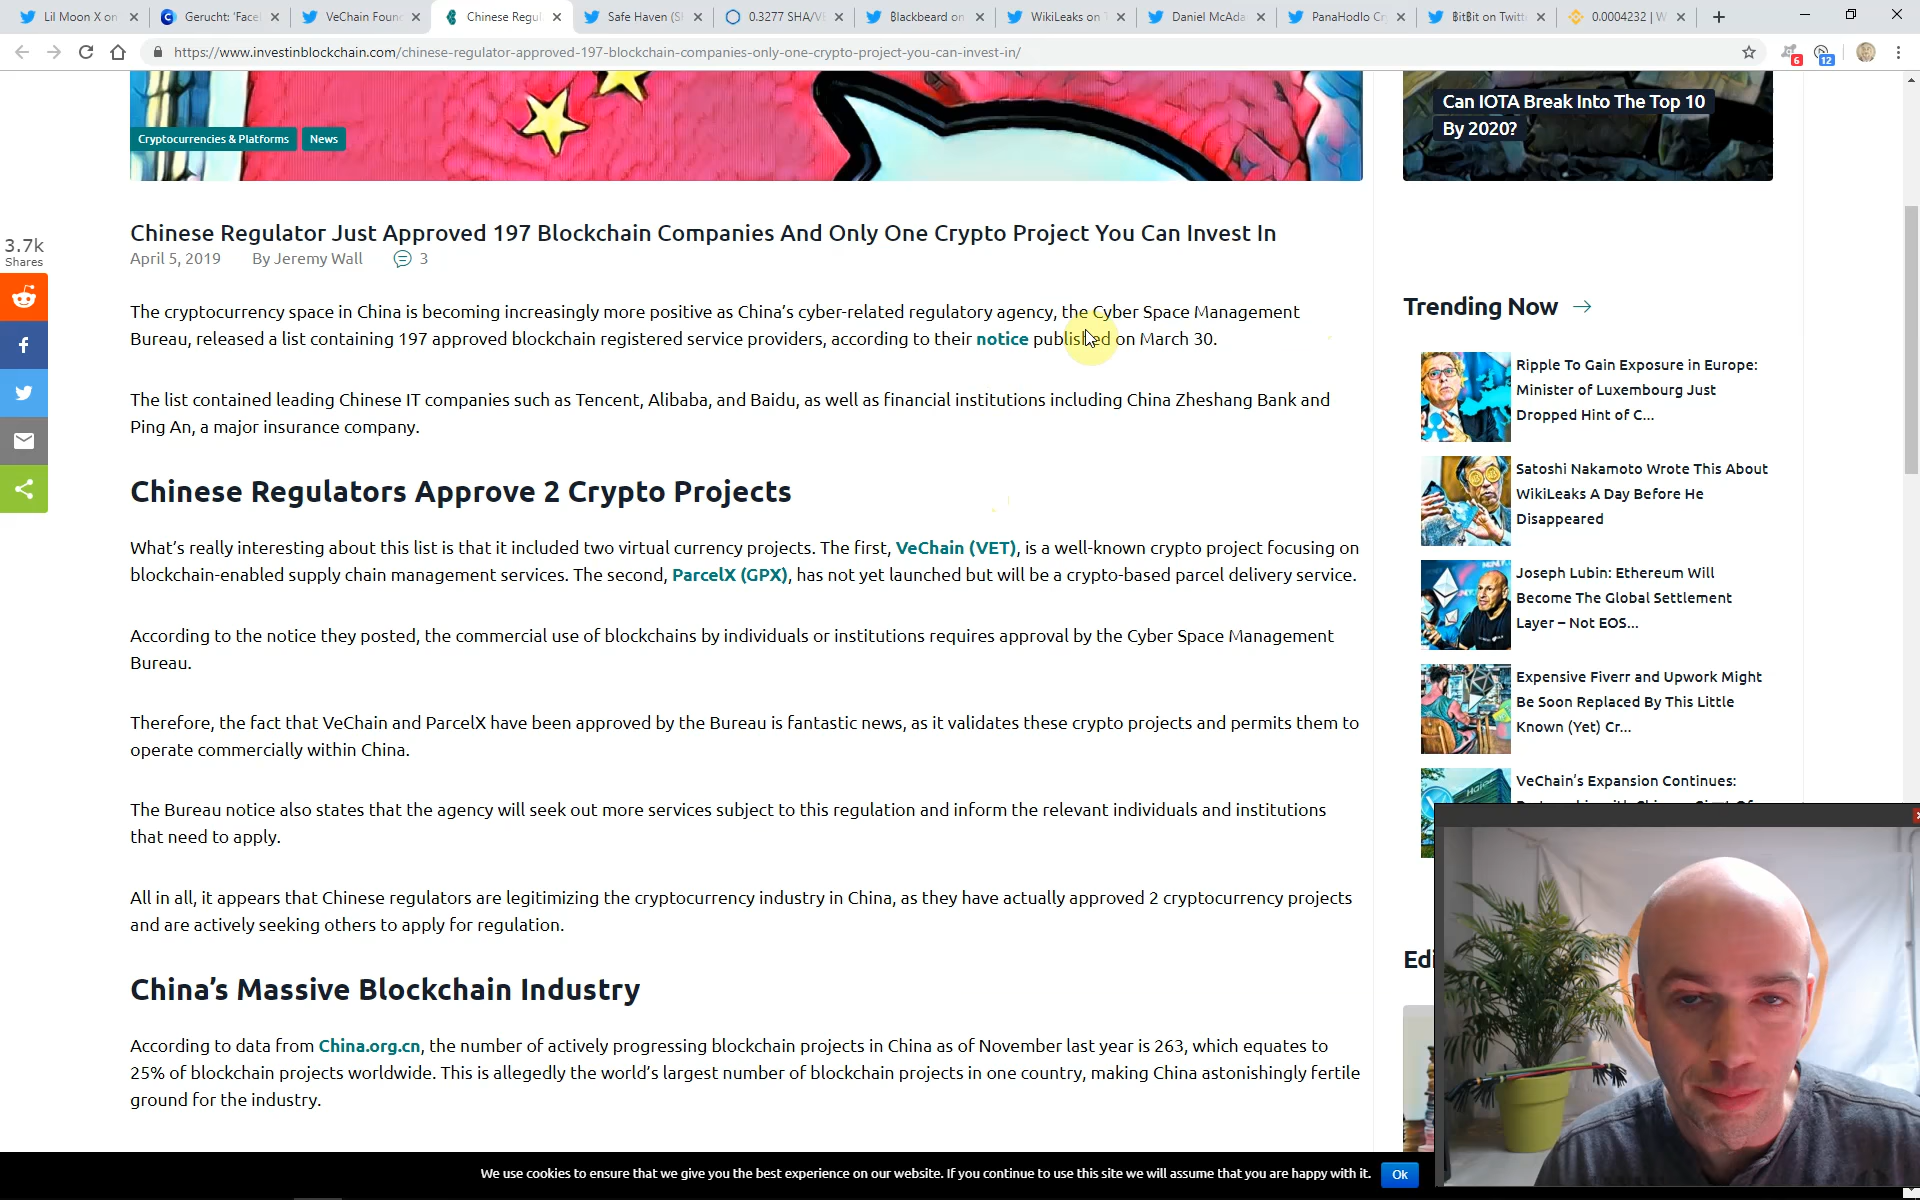 Lil Moon X on
Gerucht: 'Face
VeChain Foun
Chinese Regul
Safe Haven (S
0.3277 SHA/V
Blackbeard on
WikiLeaks on T
Daniel McAda
PanaHodlo Cr
BitBit on Twitt
0.0004232 | W
https://www.investinblockchain.com/chinese-regulator-approved-197-blockchain-companies-only-one-crypto-project-you-can-invest-in/
6
12
Cryptocurrencies & Platforms
News
Can IOTA Break Into The Top 10
By 2020?
3.7k
Shares
Chinese Regulator Just Approved 197 Blockchain Companies And Only One Crypto Project You Can Invest In
April 5, 2019 By Jeremy Wall 3
The cryptocurrency space in China is becoming increasingly more positive as China's cyber-related regulatory agency, the Cyber Space Management
Bureau, released a list containing 197 approved blockchain registered service providers, according to their notice published on March 30.
The list contained leading Chinese IT companies such as Tencent, Alibaba, and Baidu, as well as financial institutions including China Zheshang Bank and
Ping An, a major insurance company.
Chinese Regulators Approve 2 Crypto Projects
What's really interesting about this list is that it included two virtual currency projects. The first, VeChain (VET), is a well-known crypto project focusing on
blockchain-enabled supply chain management services. The second, ParcelX (GPX), has not yet launched but will be a crypto-based parcel delivery service.
According to the notice they posted, the commercial use of blockchains by individuals or institutions requires approval by the Cyber Space Management
Bureau.
Therefore, the fact that VeChain and ParcelX have been approved by the Bureau is fantastic news, as it validates these crypto projects and permits them to
operate commercially within China.
The Bureau notice also states that the agency will seek out more services subject to this regulation and inform the relevant individuals and institutions
that need to apply.
All in all, it appears that Chinese regulators are legitimizing the cryptocurrency industry in China, as they have actually approved 2 cryptocurrency projects
and are actively seeking others to apply for regulation.
China's Massive Blockchain Industry
According to data from China.org.cn, the number of actively progressing blockchain projects in China as of November last year is 263, which equates to
25% of blockchain projects worldwide. This is allegedly the world's largest number of blockchain projects in one country, making China astonishingly fertile
ground for the industry.
Trending Now
Ripple To Gain Exposure in Europe:
Minister of Luxembourg Just
Dropped Hint of C...
Satoshi Nakamoto Wrote This About
WikiLeaks A Day Before He
Disappeared
Joseph Lubin: Ethereum Will
Become The Global Settlement
Layer – Not EOS...
Expensive Fiverr and Upwork Might
Be Soon Replaced By This Little
Known (Yet) Cr...
VeChain's Expansion Continues:
Edi
We use cookies to ensure that we give you the best experience on our website. If you continue to use this site we will assume that you are happy with it.
Ok